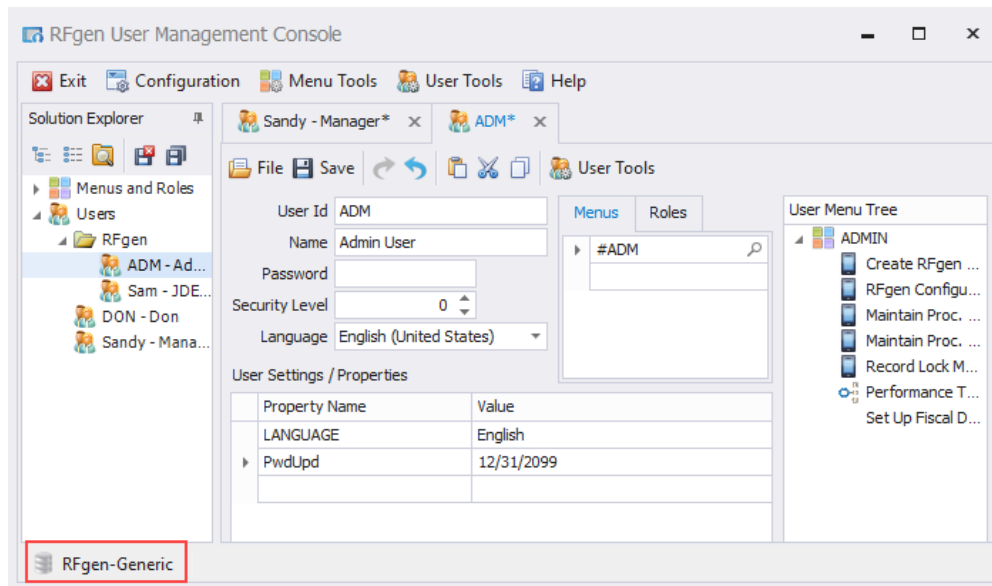 RFgen User Management Console
Exit Configuration Menu Tools User Tools Help
Solution Explorer
Menus and Roles
Users
RFgen
ADM - Ad...
Sam - JDE...
DON - Don
Sandy - Mana...
Sandy - Manager* ADM*
File Save User Tools
User Id ADM
Name Admin User
Password
Security Level 0
Language English (United States)
Menus Roles
#ADM
User Settings / Properties
Property Name Value
LANGUAGE English
PwdUpd 12/31/2099
User Menu Tree
ADMIN
Create RFgen ...
RFgen Configu...
Maintain Proc. ...
Maintain Proc. ...
Record Lock M...
Performance T...
Set Up Fiscal D...
RFgen-Generic